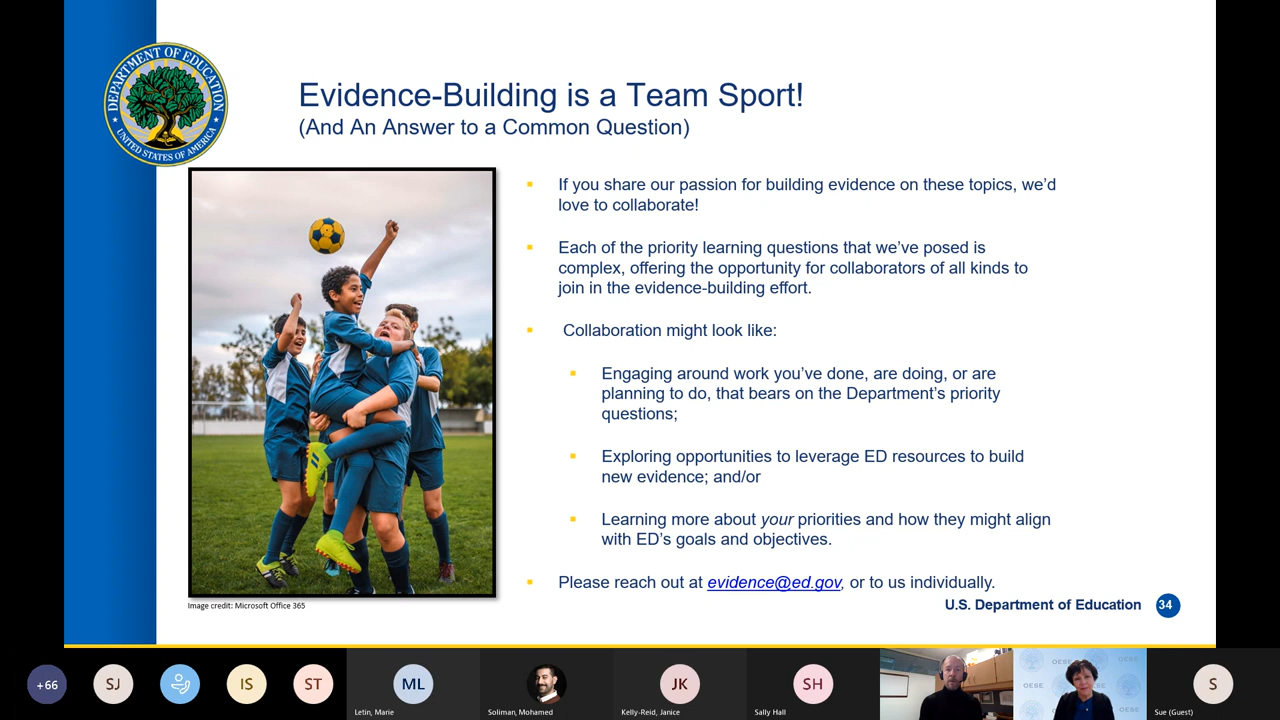 DEPARTMENT OF EDUCATION
UNITED STATES OF AMERICA
Evidence-Building is a Team Sport!
(And An Answer to a Common Question)
If you share our passion for building evidence on these topics, we'd
love to collaborate!
Each of the priority learning questions that we've posed is
complex, offering the opportunity for collaborators of all kinds to
join in the evidence-building effort.
Collaboration might look like:
Engaging around work you've done, are doing, or are
planning to do, that bears on the Department's priority
questions;
Exploring opportunities to leverage ED resources to build
new evidence; and/or
Learning more about your priorities and how they might align
with ED's goals and objectives.
Please reach out at evidence@ed.gov, or to us individually.
Image credit: Microsoft Office 365
U.S. Department of Education 34
+66
SJ
IS
ST
ML
Letin, Marie
Soliman, Mohamed
JK
Kelly-Reid, Janice
SH
Sally Hall
OESE
OESE
OESE
OESE
S
Sue (Guest)